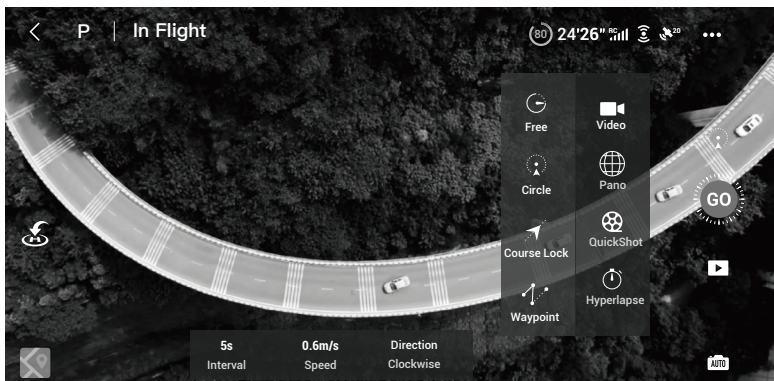 P In Flight
80 24'26" RC 20
Free Video
Circle Pano
GO
Course Lock QuickShot
Waypoint Hyperlapse
H
5s 0.6m/s Direction
Interval Speed Clockwise
AUTO